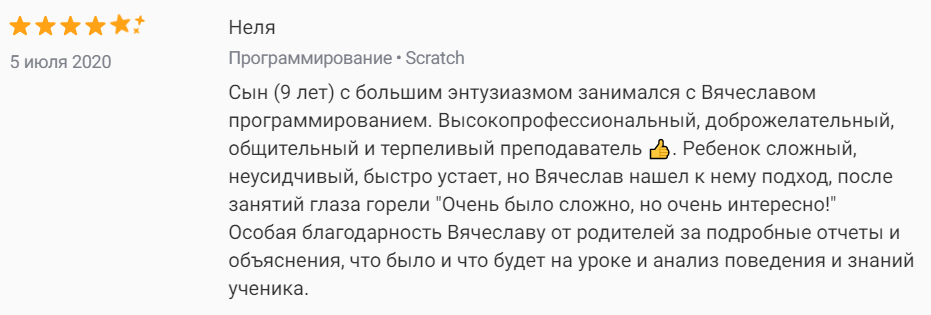 Неля
5 июля 2020
Программирование • Scratch
Сын (9 лет) с большим энтузиазмом занимался с Вячеславом
программированием. Высокопрофессиональный, доброжелательный,
общительный и терпеливый преподаватель 👍. Ребенок сложный,
неусидчивый, быстро устает, но Вячеслав нашел к нему подход, после
занятий глаза горели "Очень было сложно, но очень интересно!"
Особая благодарность Вячеславу от родителей за подробные отчеты и
объяснения, что было и что будет на уроке и анализ поведения и знаний
ученика.